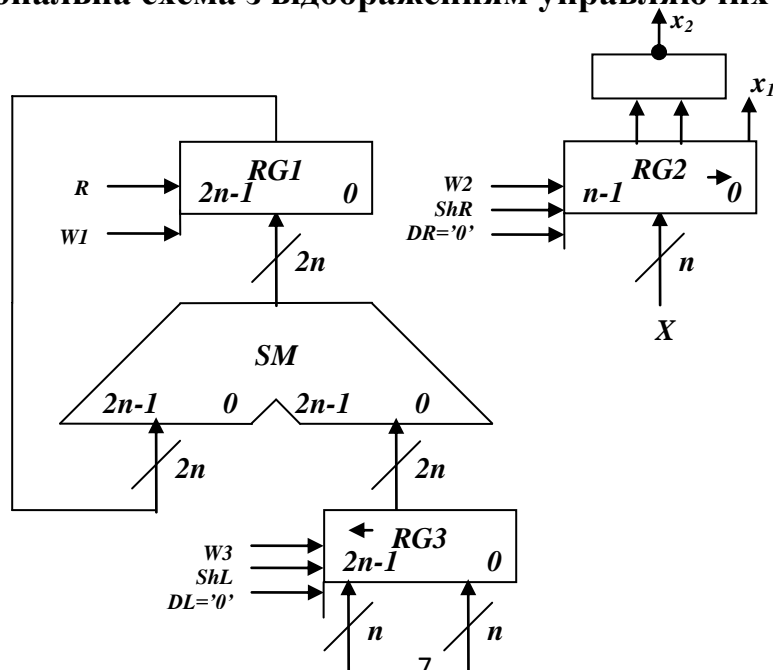 схема з відображенням управляючих
x2
x1
RG1
2n-1 0
R
W1
2n
RG2
n-1 0
W2
ShR
DR='0'
n
X
SM
2n-1 0 2n-1 0
2n
2n
RG3
2n-1 0
W3
ShL
DL='0'
n
n
7